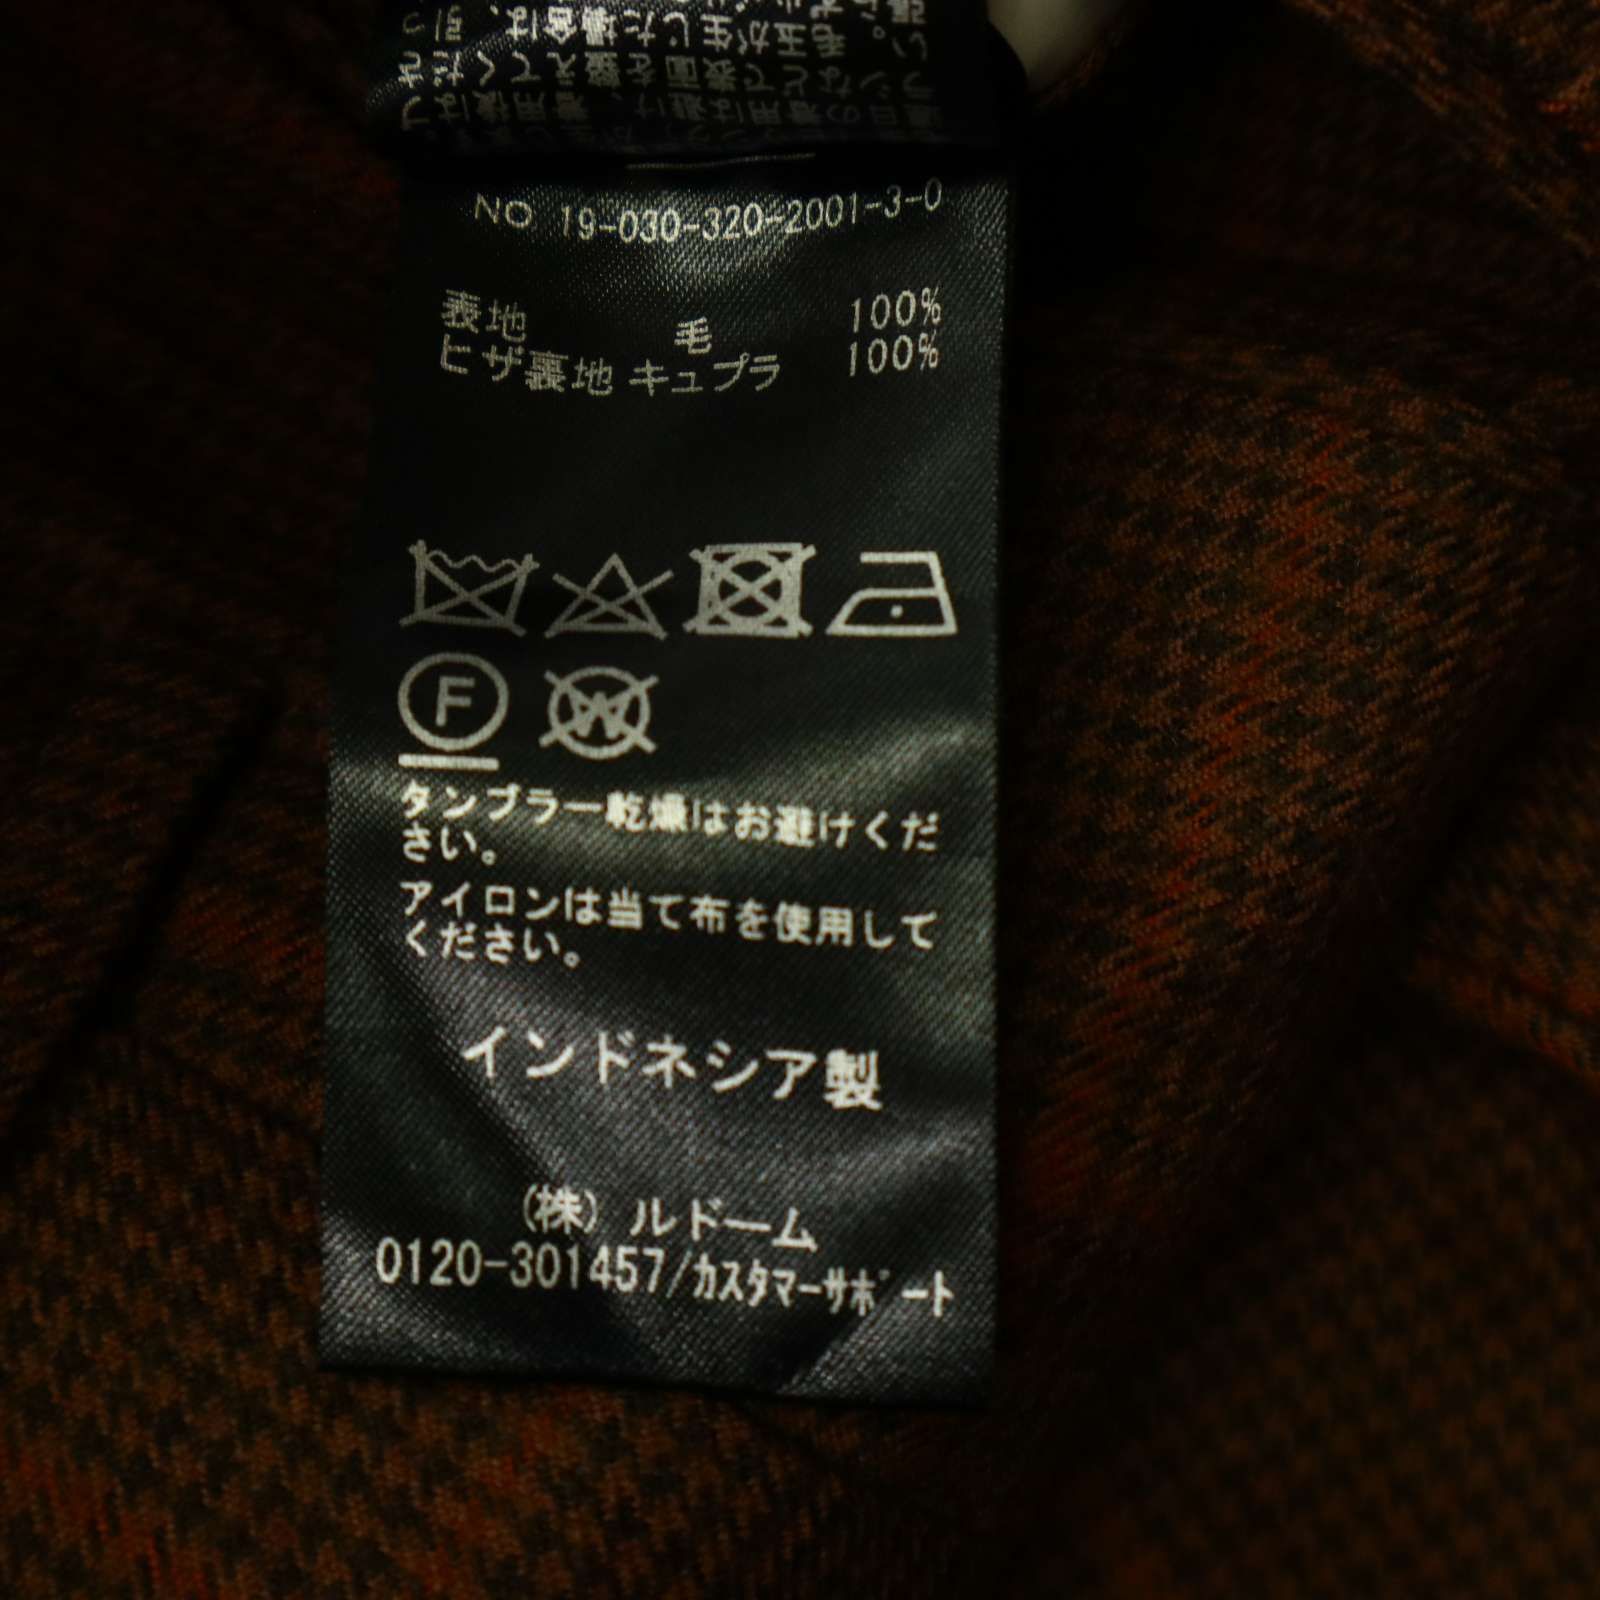 NO 19-030-320-2001-3-0
表地 毛 100%
ヒザ裏地 キュプラ 100%
F
W
タンブラー乾燥はお避けくだ
さい。
アイロンは当て布を使用して
ください。
インドネシア製
(株) ルドーム
0120-301457/カスタマーサポート